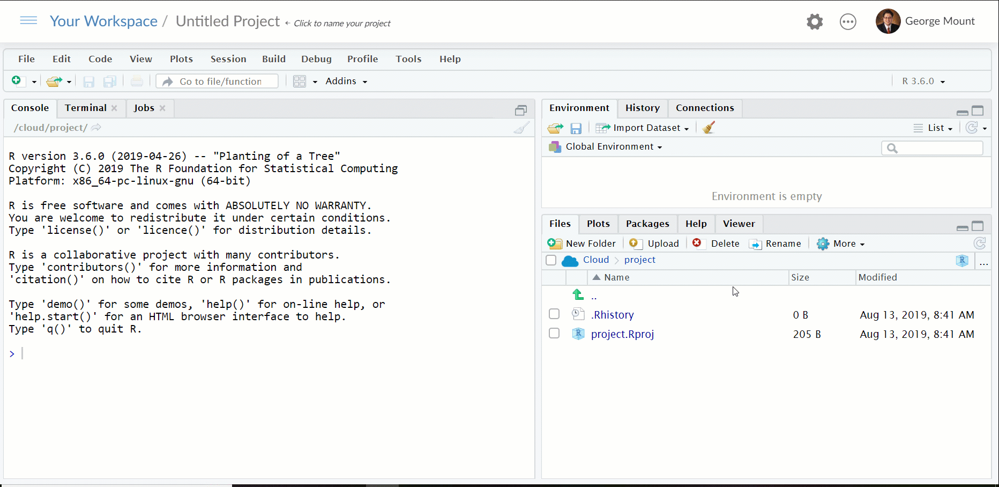 Your Workspace / Untitled Project ← Click to name your project
George Mount
File Edit Code View Plots Session Build Debug Profile Tools Help
Go to file/function Addins R 3.6.0
Console Terminal Jobs
/cloud/project/
R version 3.6.0 (2019-04-26) -- "Planting of a Tree"
Copyright (C) 2019 The R Foundation for Statistical Computing
Platform: x86_64-pc-linux-gnu (64-bit)
R is free software and comes with ABSOLUTELY NO WARRANTY.
You are welcome to redistribute it under certain conditions.
Type 'license()' or 'licence()' for distribution details.
R is a collaborative project with many contributors.
Type 'contributors()' for more information and
'citation()' on how to cite R or R packages in publications.
Type 'demo()' for some demos, 'help()' for on-line help, or
'help.start()' for an HTML browser interface to help.
Type 'q()' to quit R.
>
Environment History Connections
Import Dataset List
Global Environment
Environment is empty
Files Plots Packages Help Viewer
New Folder Upload Delete Rename More
Cloud > project R ...
Name Size Modified
..
.Rhistory 0 B Aug 13, 2019, 8:41 AM
R project.Rproj 205 B Aug 13, 2019, 8:41 AM